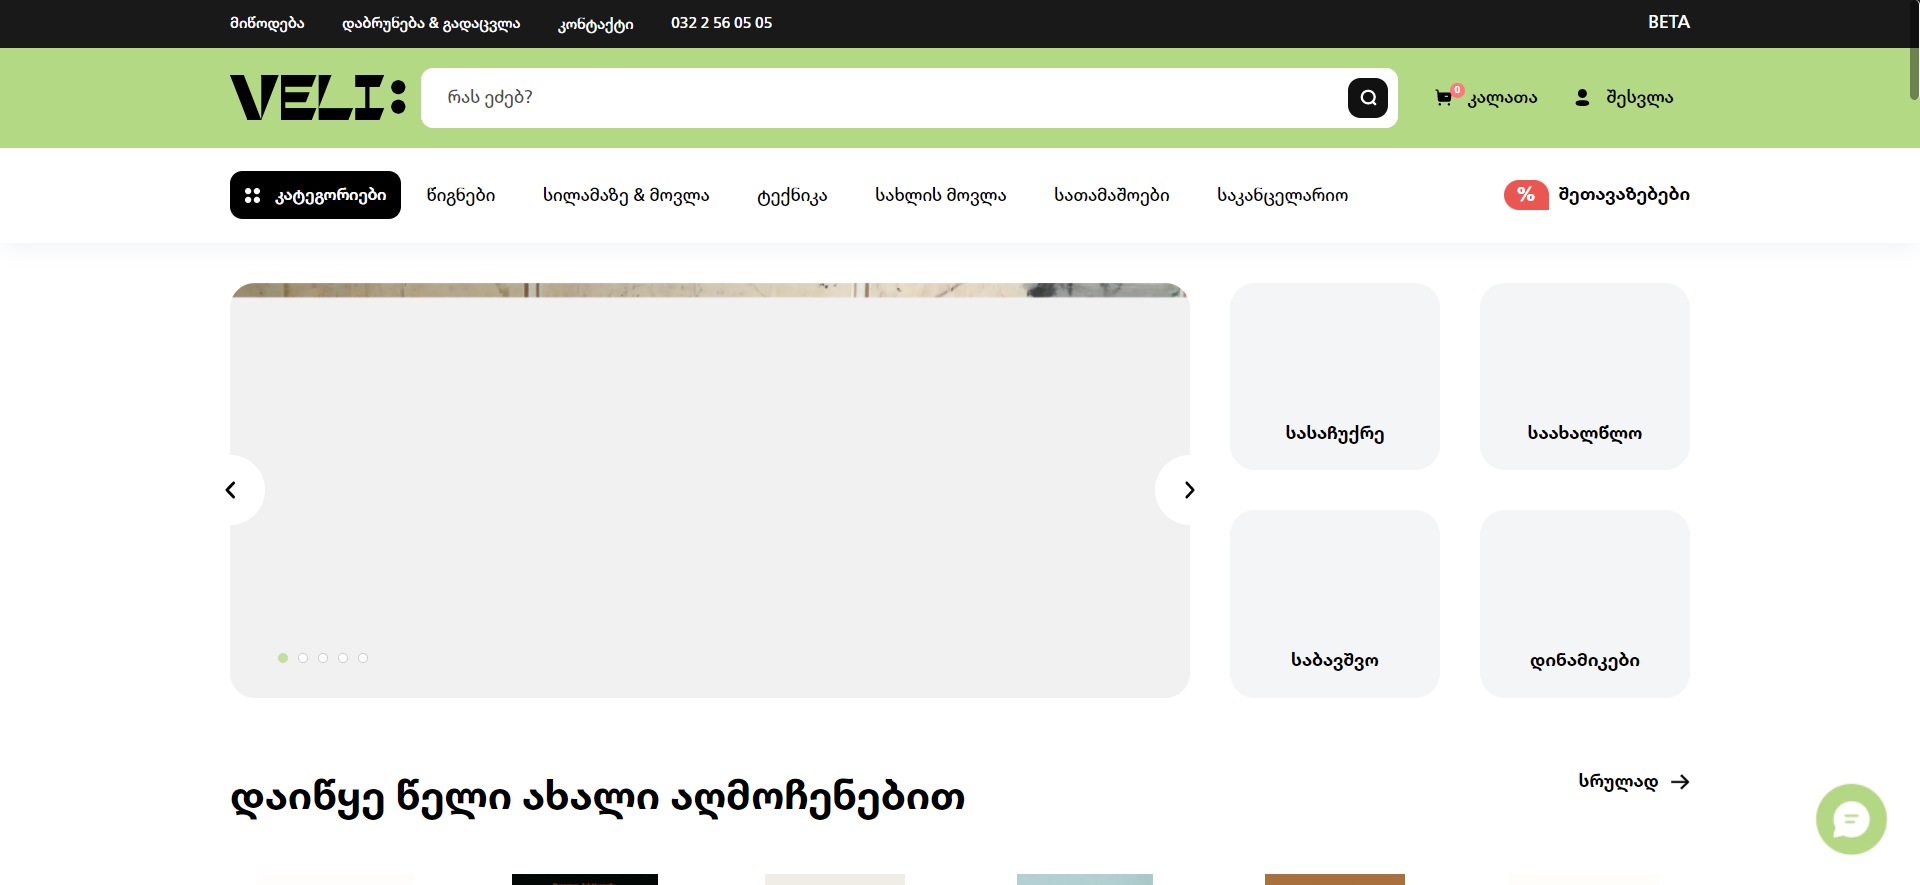 მიწოდება
დაბრუნება & გადაცვლა
კონტაქტი
032 2 56 05 05
BETA
VELI:
რას ეძებ?
0
კალათა
შესვლა
კატეგორიები
წიგნები
სილამაზე & მოვლა
ტექნიკა
სახლის მოვლა
სათამაშოები
საკანცელარიო
%
შეთავაზებები
სასაჩუქრე
საახალწლო
საბავშვო
დინამიკები
დაიწყე წელი ახალი აღმოჩენებით
სრულად